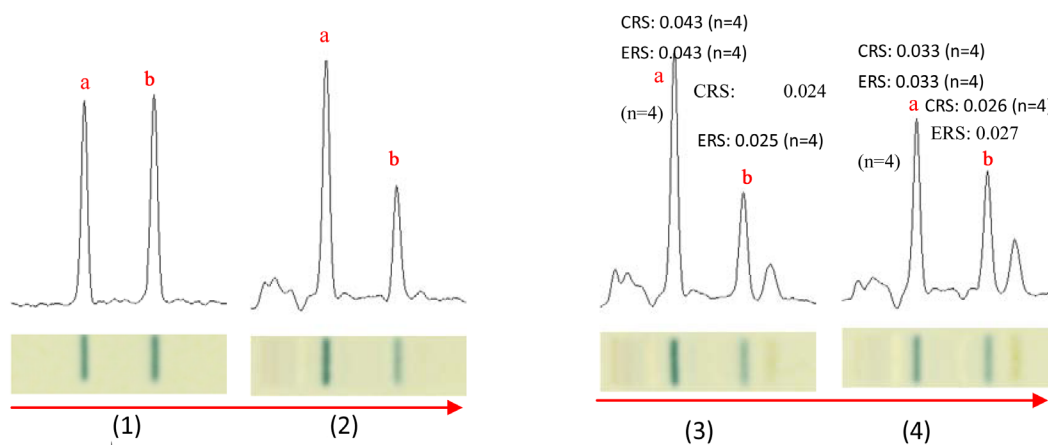 a
b
(1)
a
b
(2)
CRS: 0.043 (n=4)
ERS: 0.043 (n=4)
a
CRS: 0.024
(n=4)
ERS: 0.025 (n=4)
b
(3)
CRS: 0.033 (n=4)
ERS: 0.033 (n=4)
a
CRS: 0.026 (n=4)
ERS: 0.027
(n=4)
b
(4)